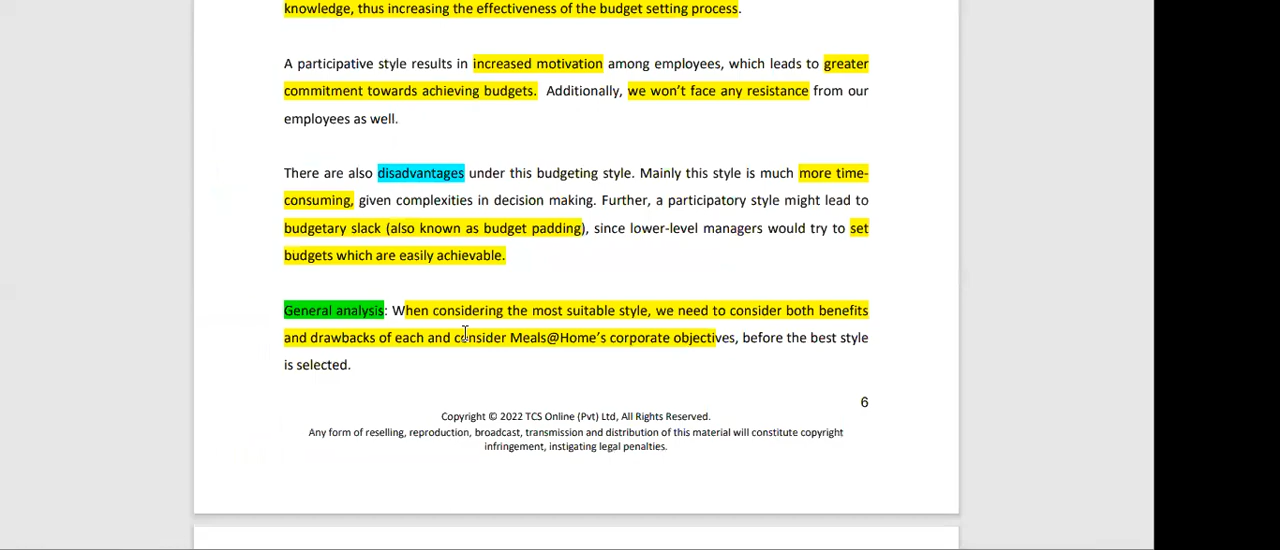 knowledge, thus increasing the effectiveness of the budget setting process.
A participative style results in increased motivation among employees, which leads to greater
commitment towards achieving budgets. Additionally, we won’t face any resistance from our
employees as well.
There are also disadvantages under this budgeting style. Mainly this style is much more time-
consuming, given complexities in decision making. Further, a participatory style might lead to
budgetary slack (also known as budget padding), since lower-level managers would try to set
budgets which are easily achievable.
General analysis: When considering the most suitable style, we need to consider both benefits
and drawbacks of each and consider Meals@Home’s corporate objectives, before the best style
is selected.
6
Copyright © 2022 TCS Online (Pvt) Ltd, All Rights Reserved.
Any form of reselling, reproduction, broadcast, transmission and distribution of this material will constitute copyright
infringement, instigating legal penalties.